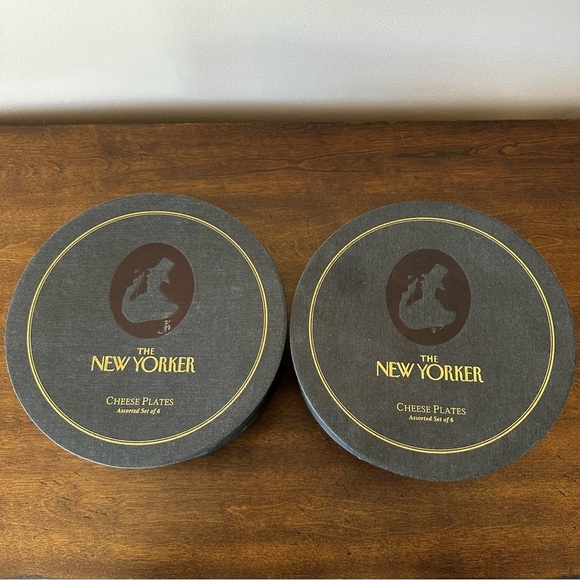 THE
NEW YORKER
CHEESE PLATES
Assorted Set of 6
THE
NEW YORKER
CHEESE PLATES
Assorted Set of 6